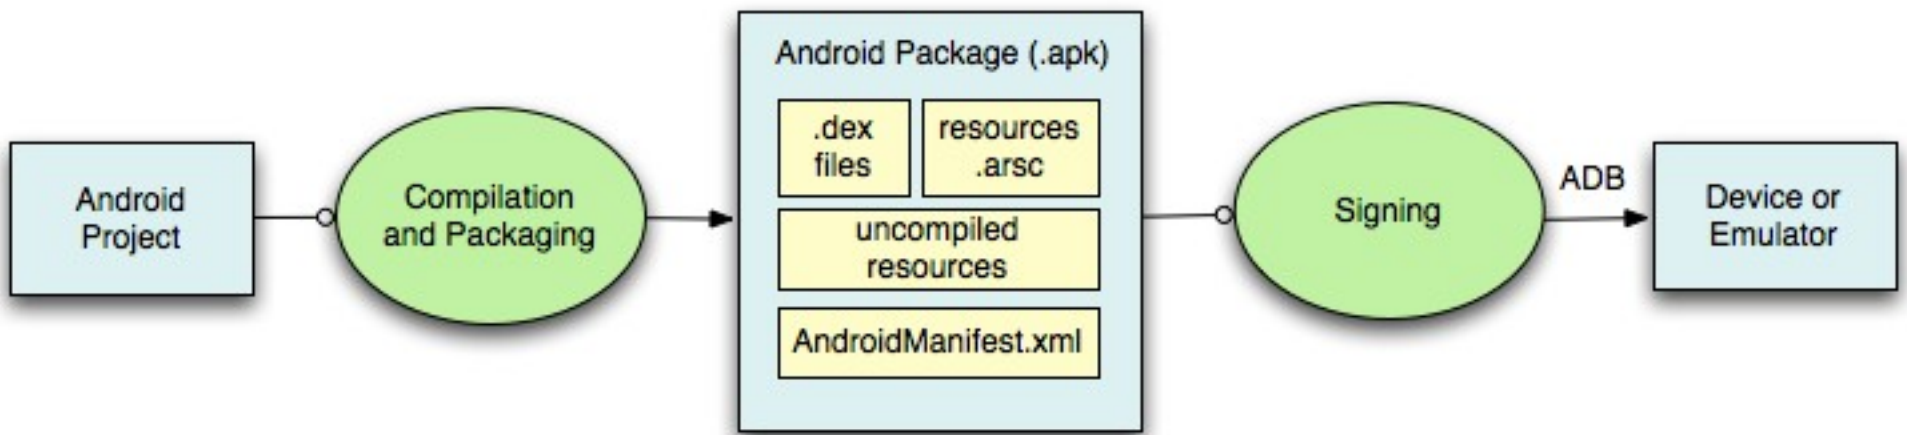 Android
Project
Compilation
and Packaging
Android Package (.apk)
.dex
files
resources
.arsc
uncompiled
resources
AndroidManifest.xml
Signing
ADB
Device or
Emulator